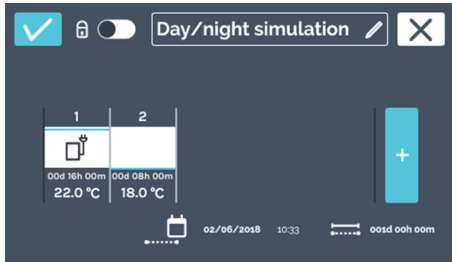 Day/night simulation
1 2
00d 16h 00m 00d 08h 00m
22.0 °C 18.0 °C
+
02/06/2018 10:33 001d 00h 00m